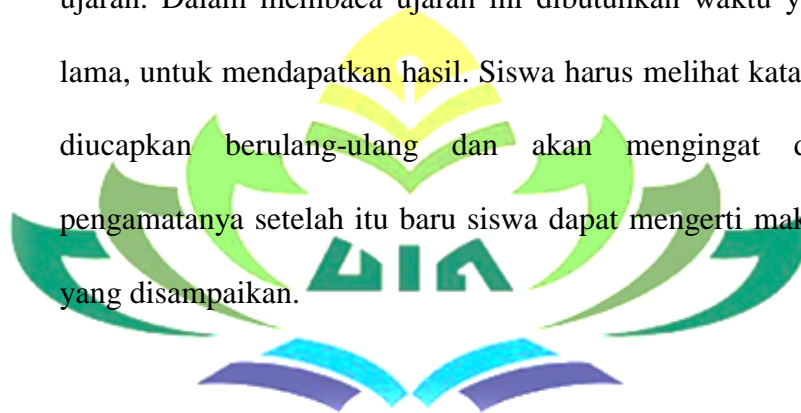 ujaran. Dalam membaca ujaran ini dibutuhkan waktu
lama, untuk mendapatkan hasil. Siswa harus melihat kata
diucapkan berulang-ulang dan akan mengingat
pengamatanya setelah itu baru siswa dapat mengerti
yang disampaikan.
UIN